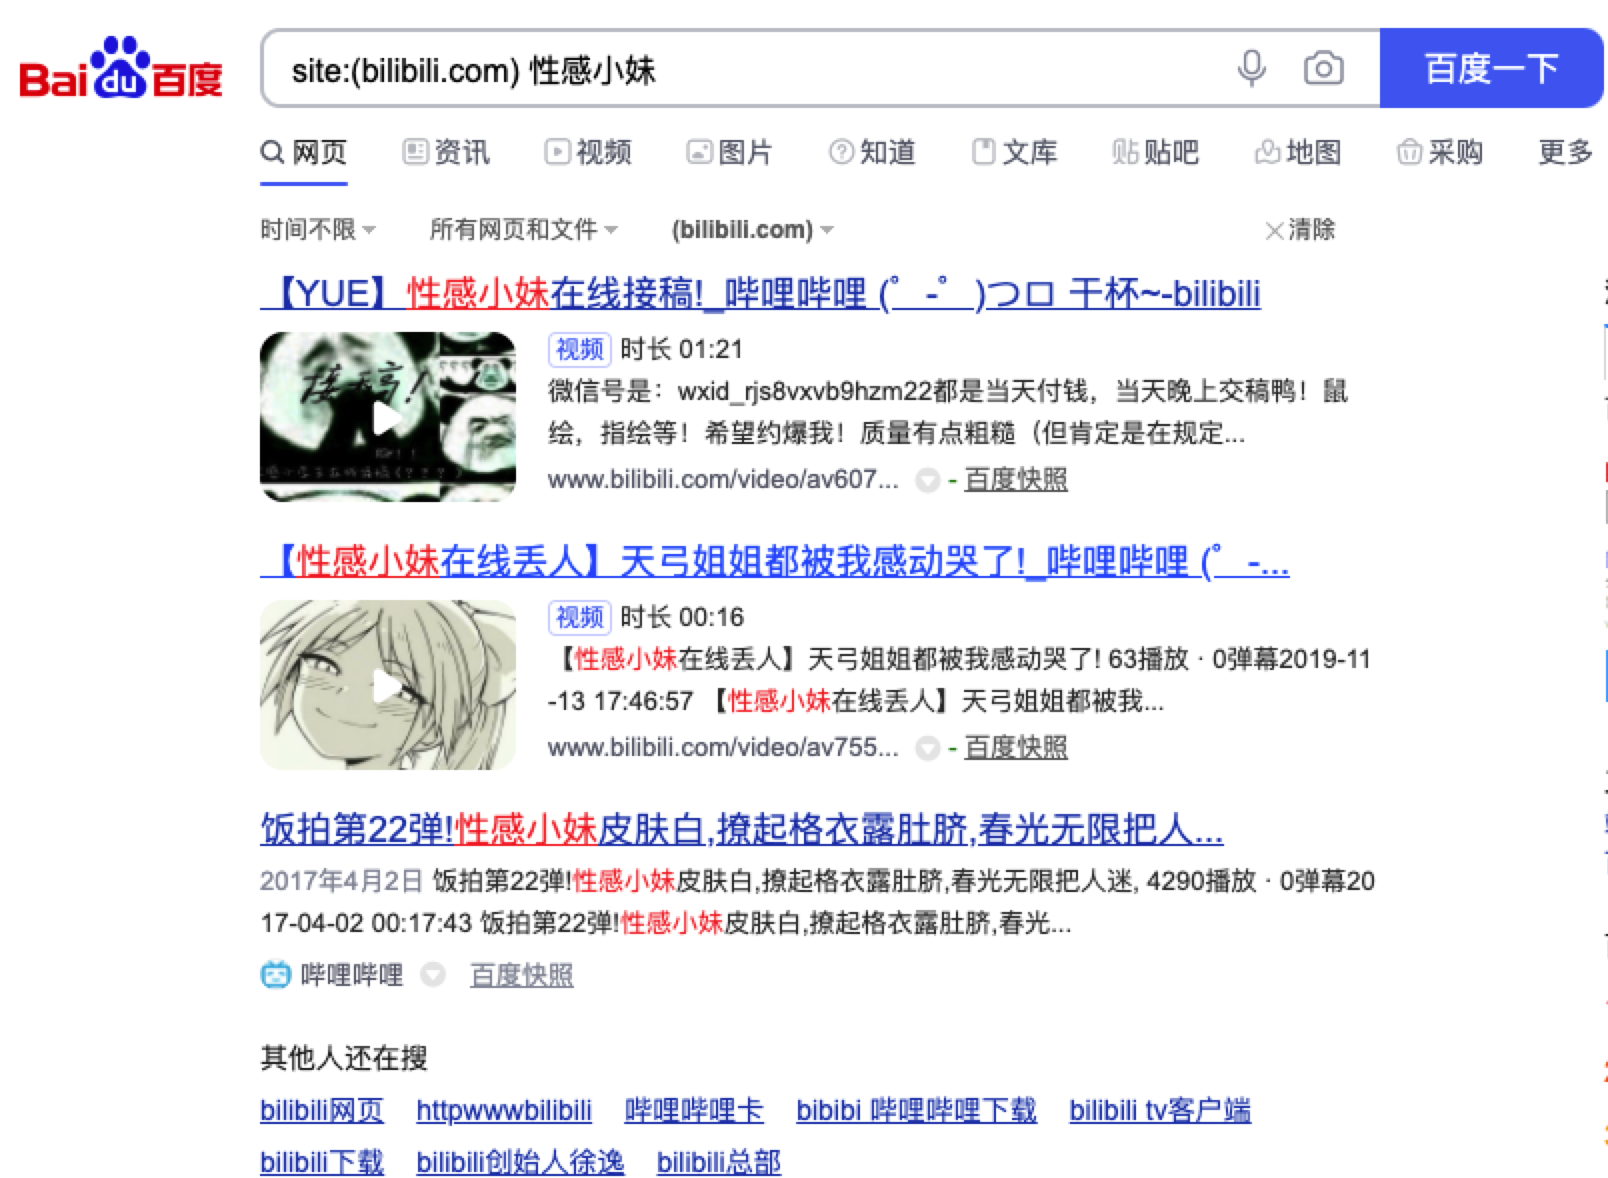 Bai du 百度
site:(bilibili.com) 性感小妹
百度一下
网页 资讯 视频 图片 知道 文库 贴吧 地图 采购 更多
时间不限 所有网页和文件 (bilibili.com) 清除
【YUE】性感小妹在线接稿!_哔哩哔哩 (゜-゜)つロ 干杯~-bilibili
接稿!
视频 时长 01:21
微信号是：wxid_rjs8vxvb9hzm22都是当天付钱，当天晚上交稿鸭！鼠
绘，指绘等！希望约爆我！质量有点粗糙（但肯定是在规定...
www.bilibili.com/video/av607... - 百度快照
【性感小妹在线丢人】天弓姐姐都被我感动哭了!_哔哩哔哩 (゜-...
视频 时长 00:16
【性感小妹在线丢人】天弓姐姐都被我感动哭了! 63播放 · 0弹幕2019-11
-13 17:46:57 【性感小妹在线丢人】天弓姐姐都被我...
www.bilibili.com/video/av755... - 百度快照
饭拍第22弹!性感小妹皮肤白,撩起格衣露肚脐,春光无限把人...
2017年4月2日 饭拍第22弹!性感小妹皮肤白,撩起格衣露肚脐,春光无限把人迷, 4290播放 · 0弹幕20
17-04-02 00:17:43 饭拍第22弹!性感小妹皮肤白,撩起格衣露肚脐,春光...
哔哩哔哩 百度快照
其他人还在搜
bilibili网页 httpwwwbilibili 哔哩哔哩卡 bibibi 哔哩哔哩下载 bilibili tv客户端
bilibili下载 bilibili创始人徐逸 bilibili总部